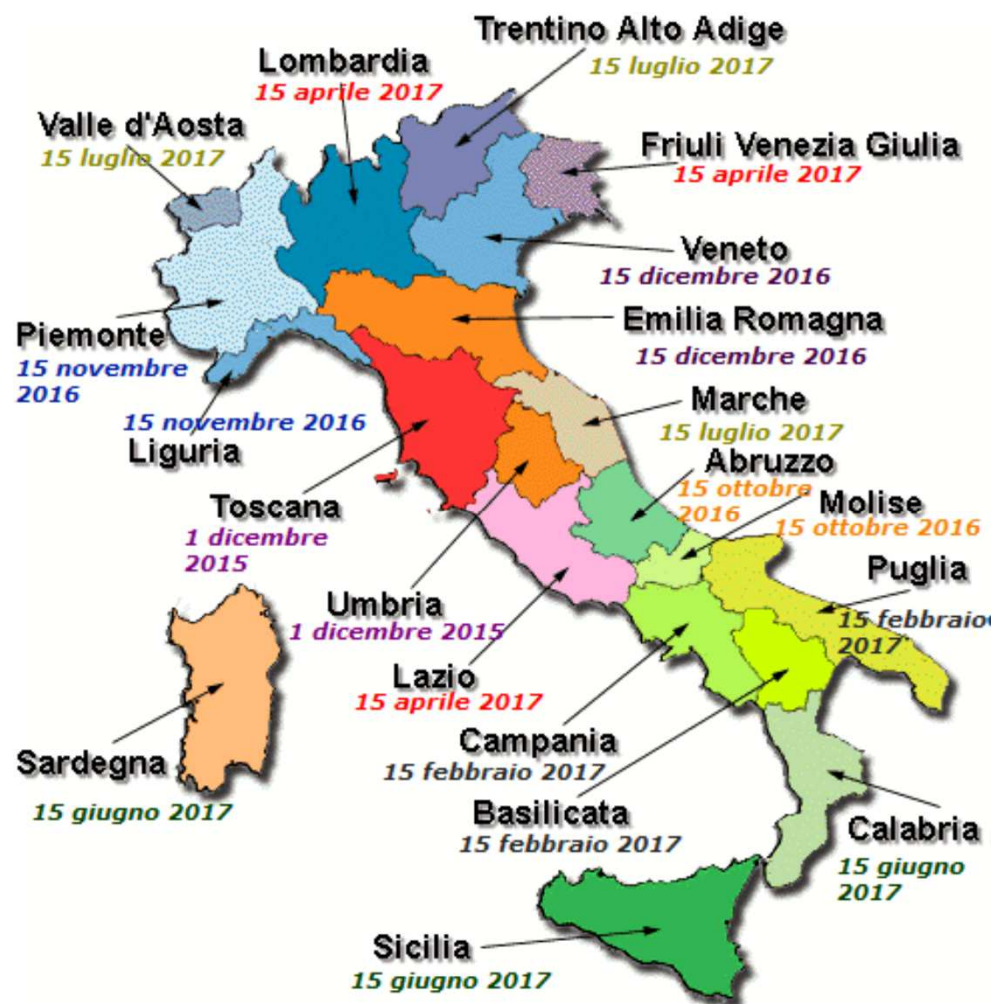 Trentino Alto Adige
15 luglio 2017
Lombardia
15 aprile 2017
Valle d'Aosta
15 luglio 2017
Friuli Venezia Giulia
15 aprile 2017
Veneto
15 dicembre 2016
Emilia Romagna
15 dicembre 2016
Piemonte
15 novembre
2016
15 novembre 2016
Liguria
Marche
15 luglio 2017
Abruzzo
15 ottobre
2016
Molise
15 ottobre 2016
Toscana
1 dicembre
2015
Puglia
15 febbraio
2017
Umbria
1 dicembre 2015
Lazio
15 aprile 2017
Campania
15 febbraio 2017
Sardegna
15 giugno 2017
Basilicata
15 febbraio 2017
Calabria
15 giugno
2017
Sicilia
15 giugno 2017